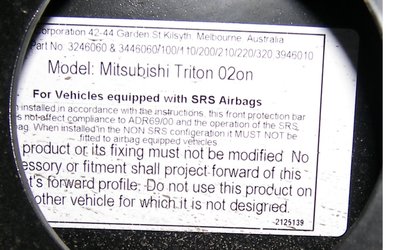 orporation 42-44 Garden St Kilsyth, Melbourne, Australia
Part No. 3246060 & 3446060/100/110/200/210/220/320 3946010
Model: Mitsubishi Triton 02on
For Vehicles equipped with SRS Airbags
installed in accordance with the instructions, this front protection bar
s not affect compliance to ADR69/00 and the operation of the SRS
ag. When installed in the NON SRS configeration it MUST NOT be
fitted to airbag equipped vehicles
product or its fixing must not be modified. No
essory or fitment shall project forward of this
t's forward profile. Do not use this product on
other vehicle for which it is not designed.
-2125139